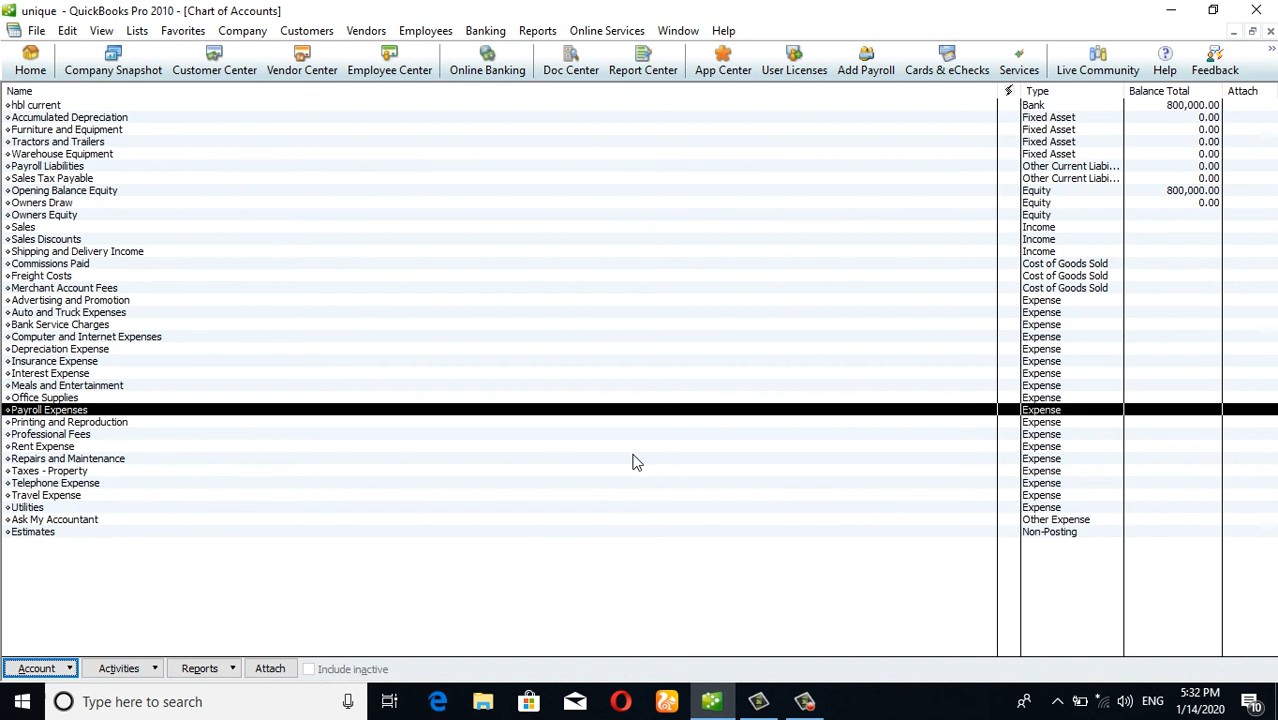 unique - QuickBooks Pro 2010 - [Chart of Accounts]
File Edit View Lists Favorites Company Customers Vendors Employees Banking Reports Online Services Window Help
Home Company Snapshot Customer Center Vendor Center Employee Center Online Banking Doc Center Report Center App Center User Licenses Add Payroll Cards & eChecks Services Live Community Help Feedback
Name Type Balance Total Attach
hbl current Bank 800,000.00
Accumulated Depreciation Fixed Asset 0.00
Furniture and Equipment Fixed Asset 0.00
Tractors and Trailers Fixed Asset 0.00
Warehouse Equipment Fixed Asset 0.00
Payroll Liabilities Other Current Liabi... 0.00
Sales Tax Payable Other Current Liabi... 0.00
Opening Balance Equity Equity 800,000.00
Owners Draw Equity 0.00
Owners Equity Equity
Sales Income
Sales Discounts Income
Shipping and Delivery Income Income
Commissions Paid Cost of Goods Sold
Freight Costs Cost of Goods Sold
Merchant Account Fees Cost of Goods Sold
Advertising and Promotion Expense
Auto and Truck Expenses Expense
Bank Service Charges Expense
Computer and Internet Expenses Expense
Depreciation Expense Expense
Insurance Expense Expense
Interest Expense Expense
Meals and Entertainment Expense
Office Supplies Expense
Payroll Expenses Expense
Printing and Reproduction Expense
Professional Fees Expense
Rent Expense Expense
Repairs and Maintenance Expense
Taxes - Property Expense
Telephone Expense Expense
Travel Expense Expense
Utilities Expense
Ask My Accountant Other Expense
Estimates Non-Posting
Account Activities Reports Attach Include inactive
Type here to search ENG 5:32 PM
1/14/2020 10